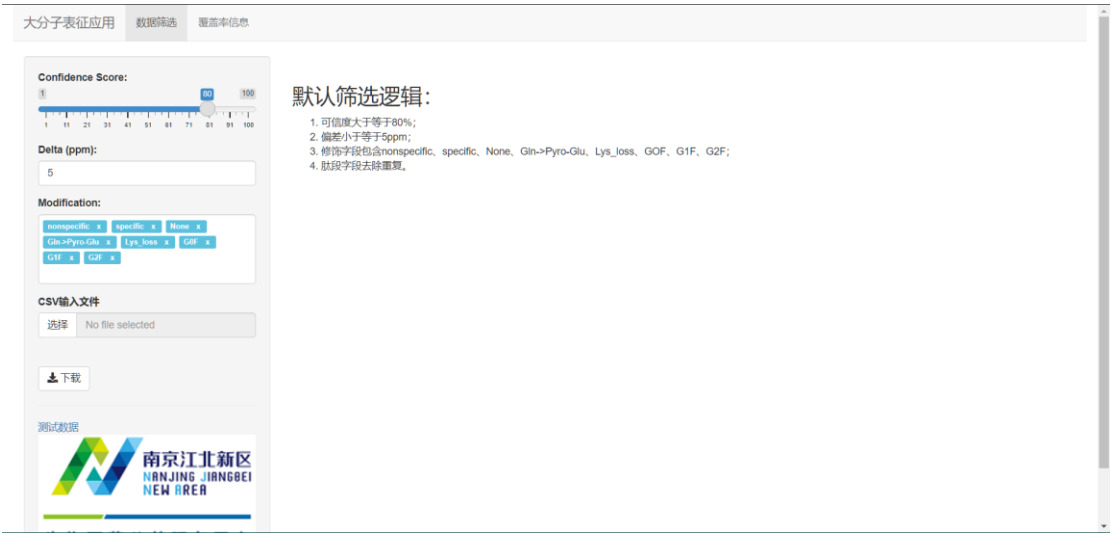 大分子表征应用 数据筛选 覆盖率信息
Confidence Score:
1 80 100
1 11 21 31 41 51 61 71 81 91 100
Delta (ppm):
5
Modification:
nonspecific x specific x None x
Gln->Pyro-Glu x Lys_loss x G0F x
G1F x G2F x
CSV输入文件
选择 No file selected
下载
测试数据
南京江北新区
NANJING JIANGBEI
NEW AREA
默认筛选逻辑：
1. 可信度大于等于80%;
2. 偏差小于等于5ppm;
3. 修饰字段包含nonspecific、specific、None、Gln->Pyro-Glu、Lys_loss、G0F、G1F、G2F;
4. 肽段字段去除重复。